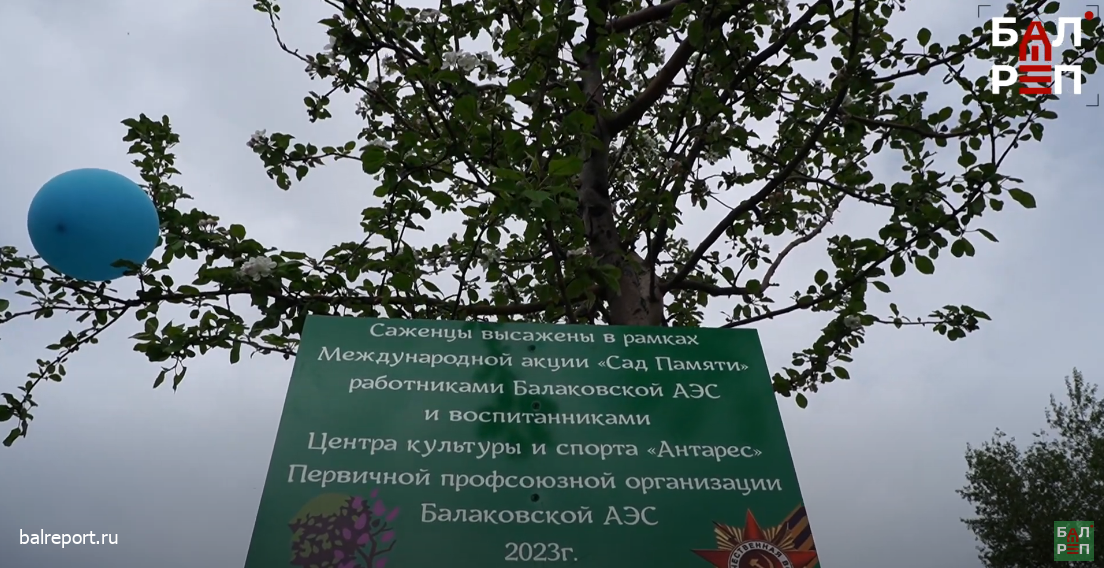 БАЛ
РЕП
Саженцы высажены в рамках
Международной акции «Сад Памяти»
работниками Балаковской АЭС
и воспитанниками
Центра культуры и спорта «Антарес»
Первичной профсоюзной организации
Балаковской АЭС
2023г.
balreport.ru
БАЛ
РЕП